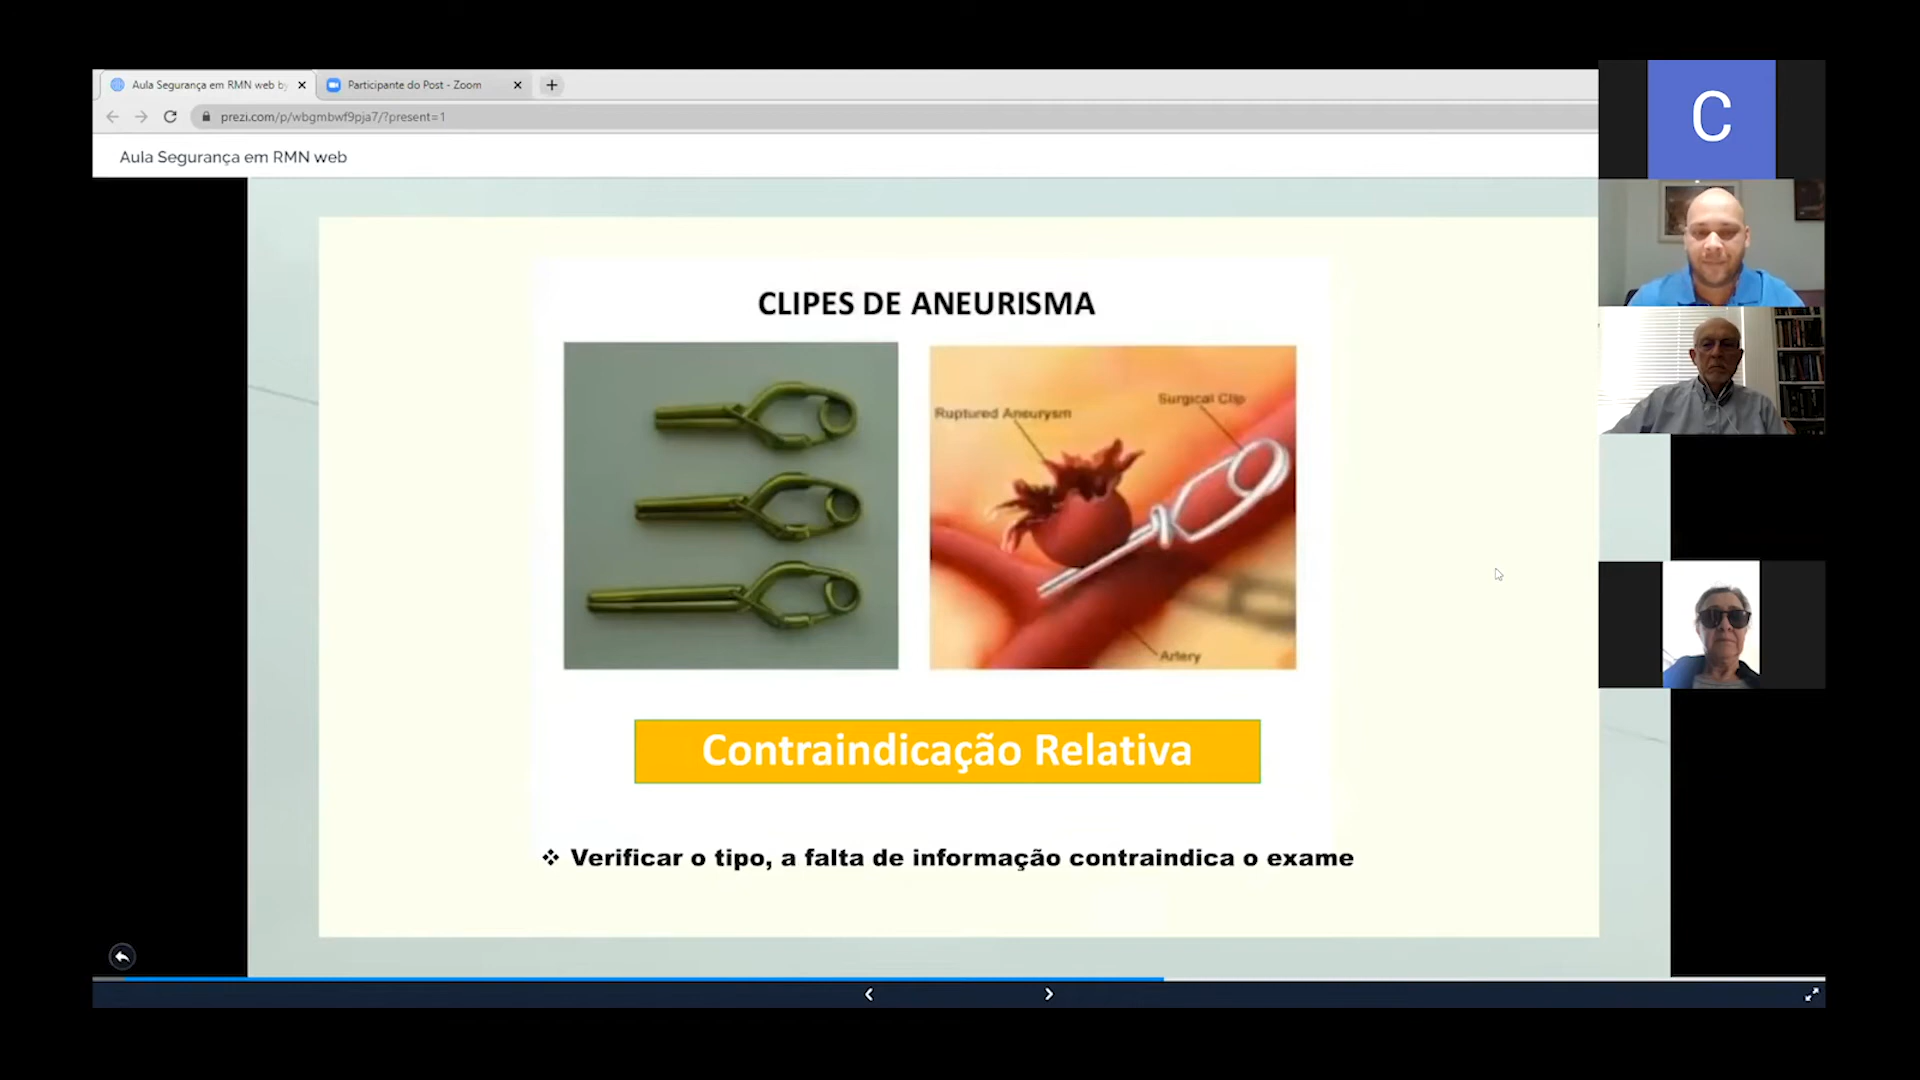 Aula Segurança em RMN web by
Participante do Post - Zoom
prezi.com/p/wbgmbwf9pja7/?present=1
Aula Segurança em RMN web
C
CLIPES DE ANEURISMA
Ruptured Aneurysm
Surgical Clip
Artery
Contraindicação Relativa
❖ Verificar o tipo, a falta de informação contraindica o exame